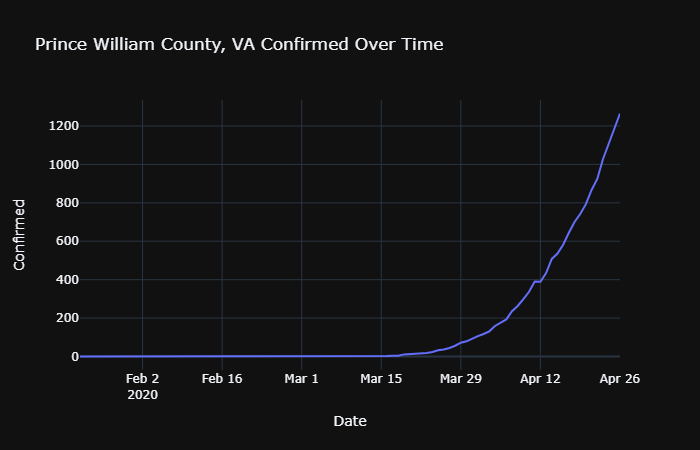 Prince William County, VA Confirmed Over Time
1200
1000
800
600
400
200
0
Confirmed
Feb 2 Feb 16 Mar 1 Mar 15 Mar 29 Apr 12 Apr 26
2020
Date